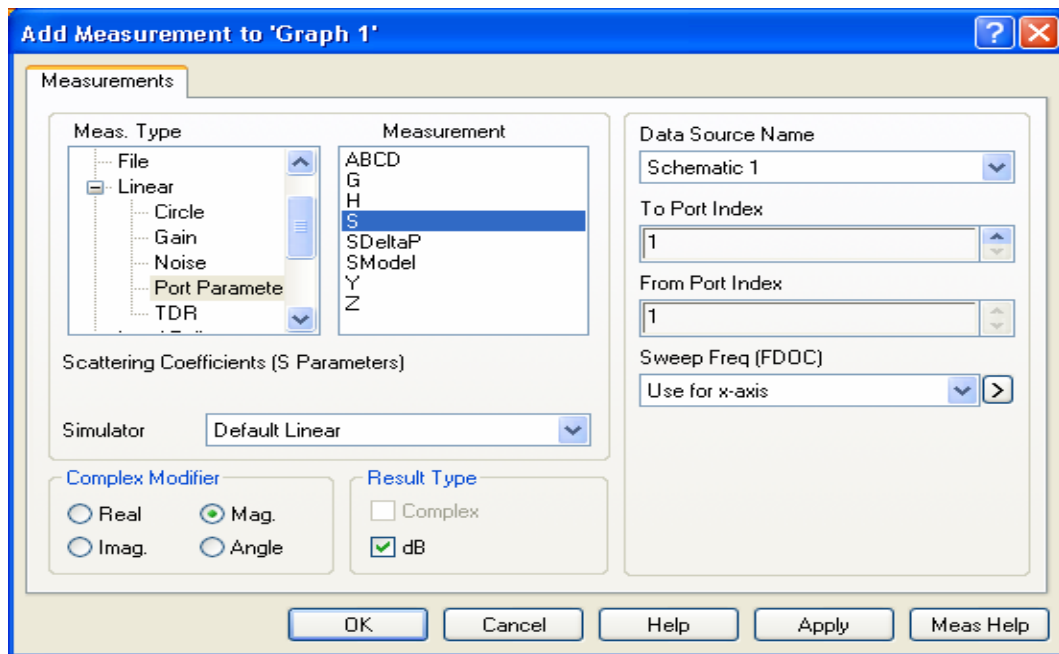 Add Measurement to 'Graph 1'
Measurements
Meas. Type
File
Linear
Circle
Gain
Noise
Port Paramete
TDR
Measurement
ABCD
G
H
S
SDeltaP
SModel
Y
Z
Scattering Coefficients (S Parameters)
Simulator
Default Linear
Complex Modifier
Real
Mag.
Imag.
Angle
Result Type
Complex
dB
Data Source Name
Schematic 1
To Port Index
1
From Port Index
1
Sweep Freq (FDOC)
Use for x-axis
>
OK
Cancel
Help
Apply
Meas Help